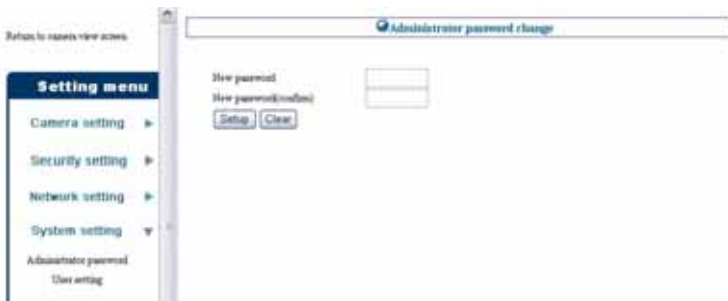 Return to camera view screen
Setting menu
Camera setting
Security setting
Network setting
System setting
Administrator password
User setting
Administrator password change
New password
New password(confirm)
Setup Clear